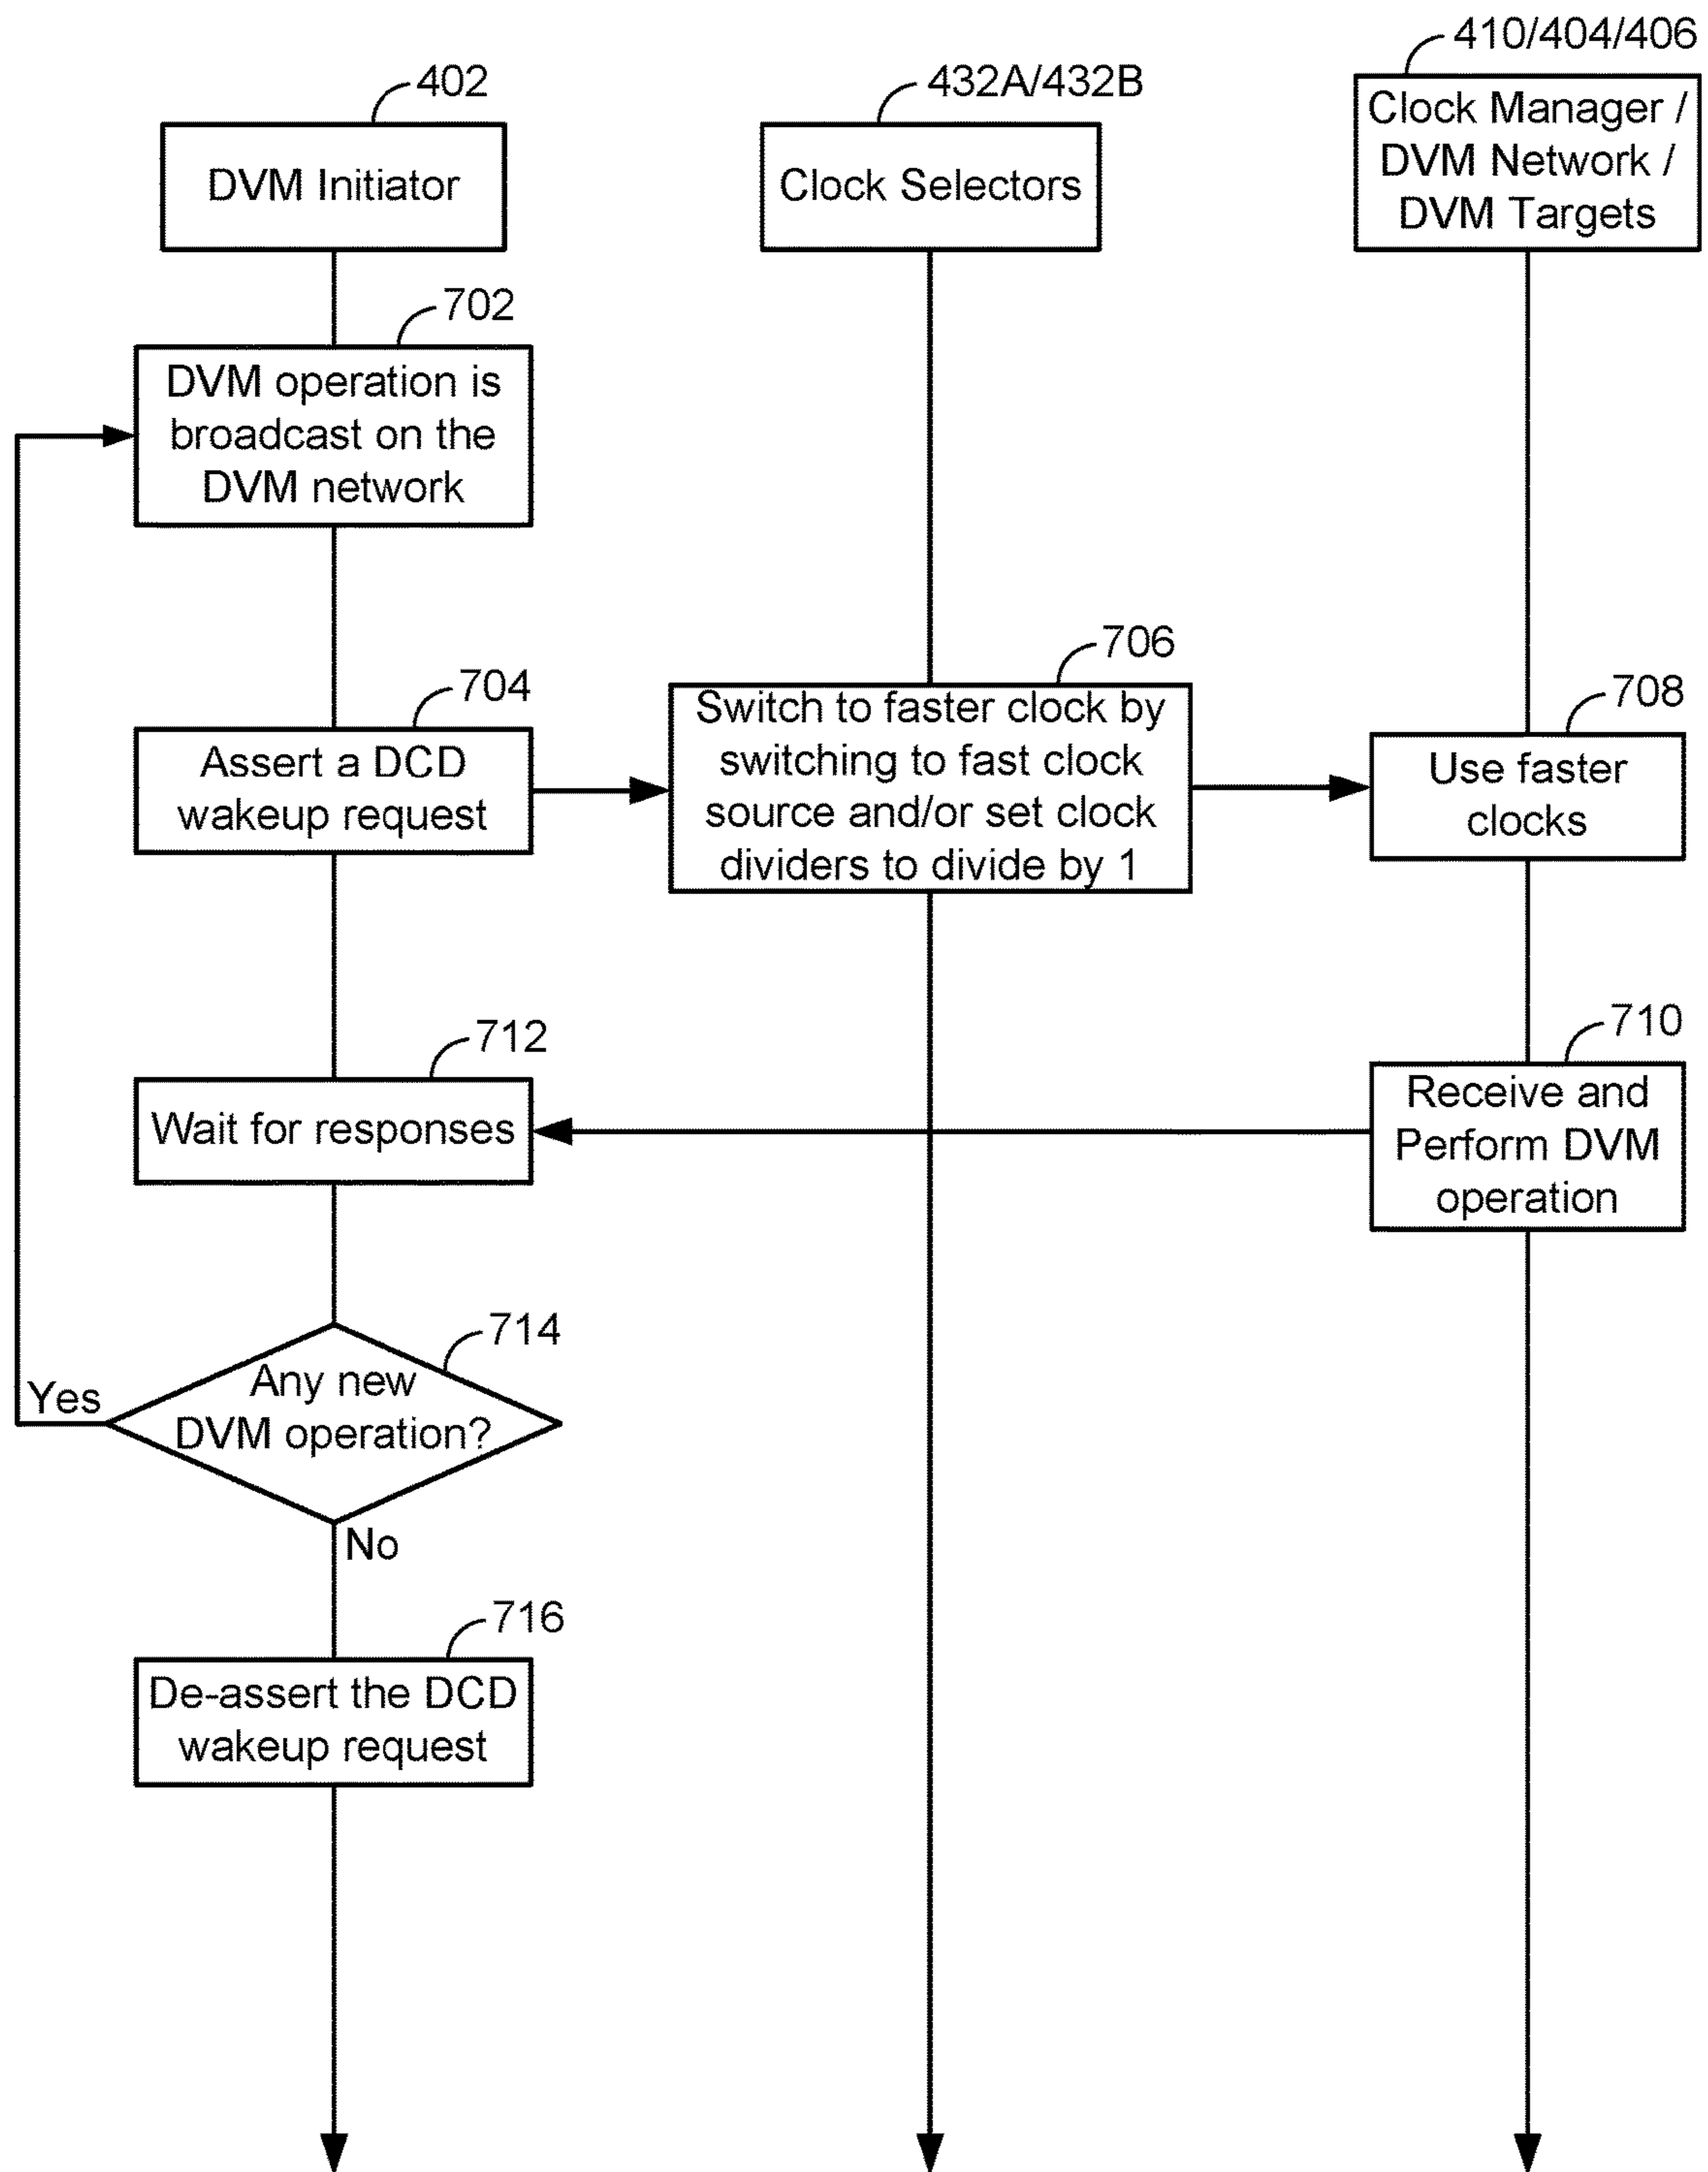 402
432A/432B
410/404/406
DVM Initiator
Clock Selectors
Clock Manager /
DVM Network /
DVM Targets
702
DVM operation is
broadcast on the
DVM network
704
Assert a DCD
wakeup request
706
Switch to faster clock by
switching to fast clock
source and/or set clock
dividers to divide by 1
708
Use faster
clocks
710
Receive and
Perform DVM
operation
712
Wait for responses
714
Any new
DVM operation?
Yes
No
716
De-assert the DCD
wakeup request